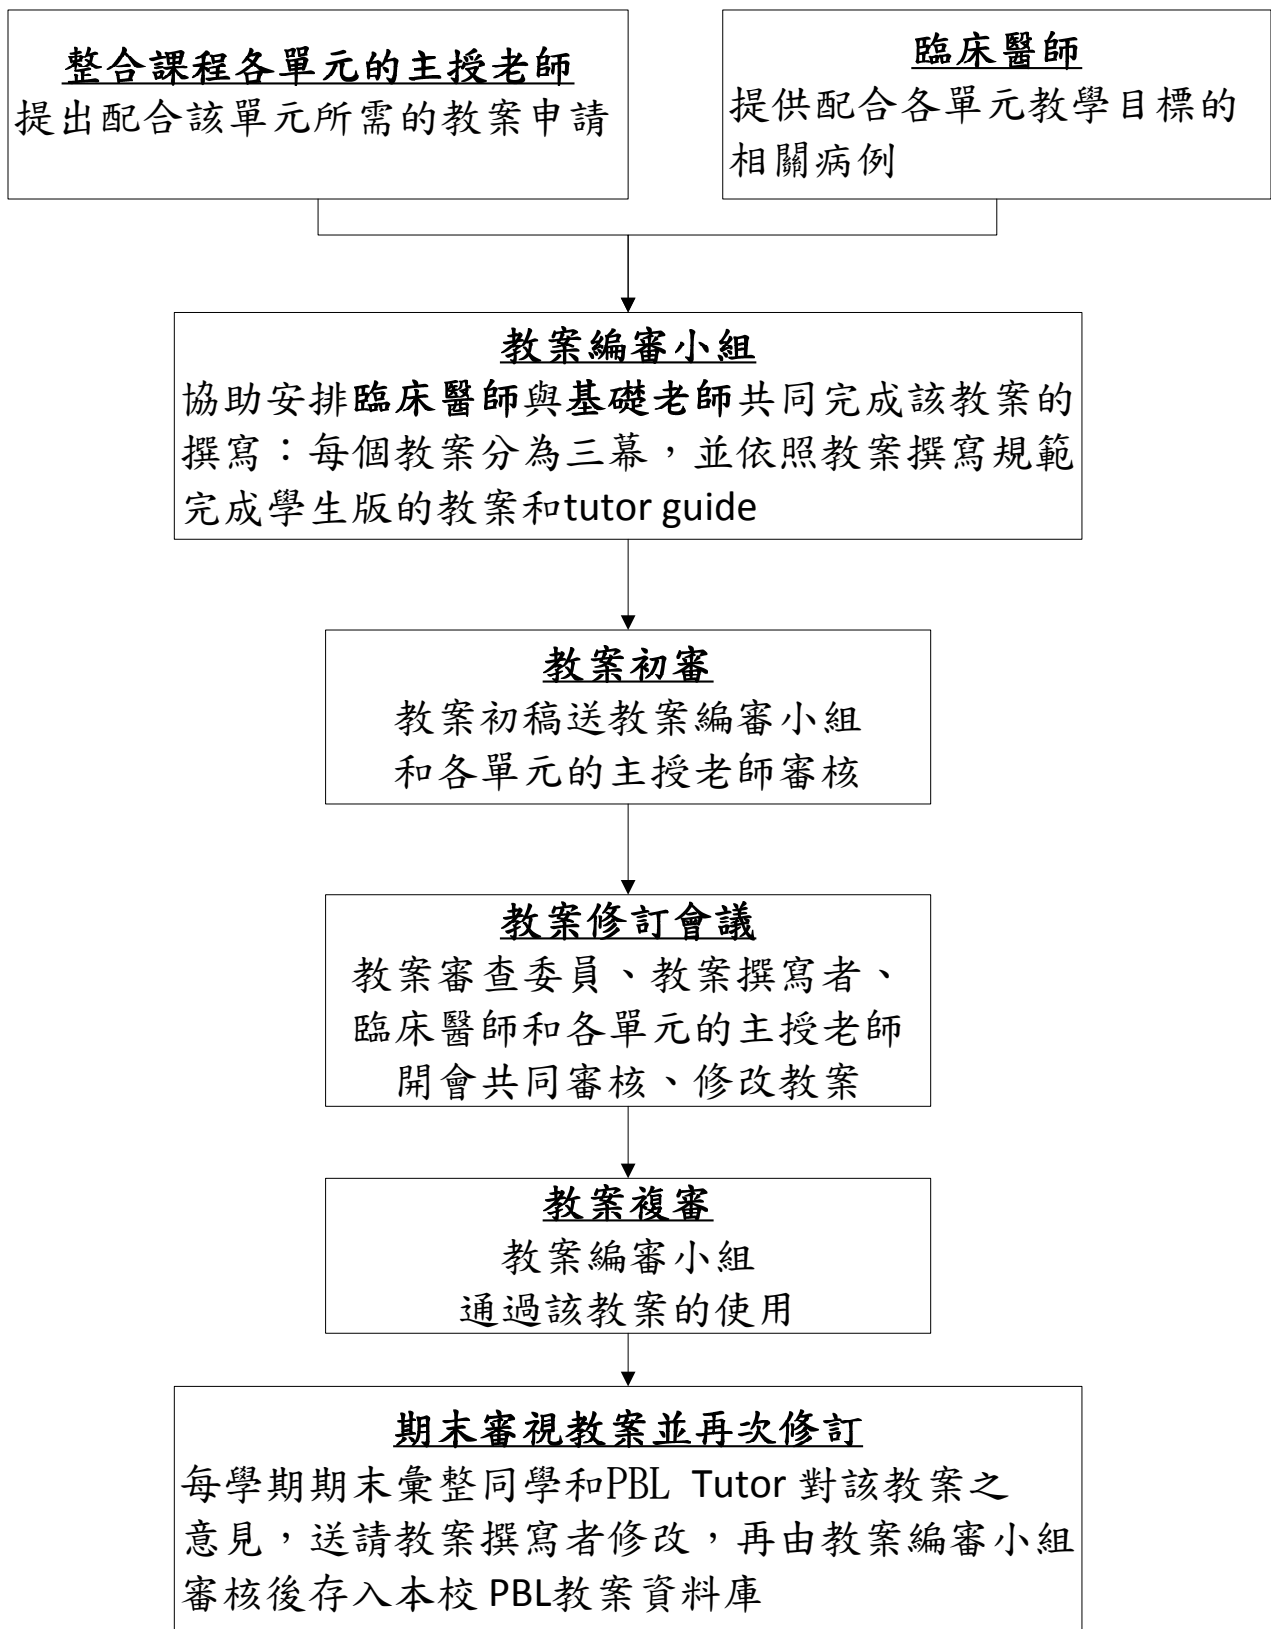 整合課程各單元的主授老師
提出配合該單元所需的教案申請
臨床醫師
提供配合各單元教學目標的
相關病例
教案編審小組
協助安排臨床醫師與基礎老師共同完成該教案的
撰寫：每個教案分為三幕，並依照教案撰寫規範
完成學生版的教案和tutor guide
教案初審
教案初稿送教案編審小組
和各單元的主授老師審核
教案修訂會議
教案審查委員、教案撰寫者、
臨床醫師和各單元的主授老師
開會共同審核、修改教案
教案複審
教案編審小組
通過該教案的使用
期末審視教案並再次修訂
每學期期末彙整同學和PBL Tutor 對該教案之
意見，送請教案撰寫者修改，再由教案編審小組
審核後存入本校 PBL教案資料庫